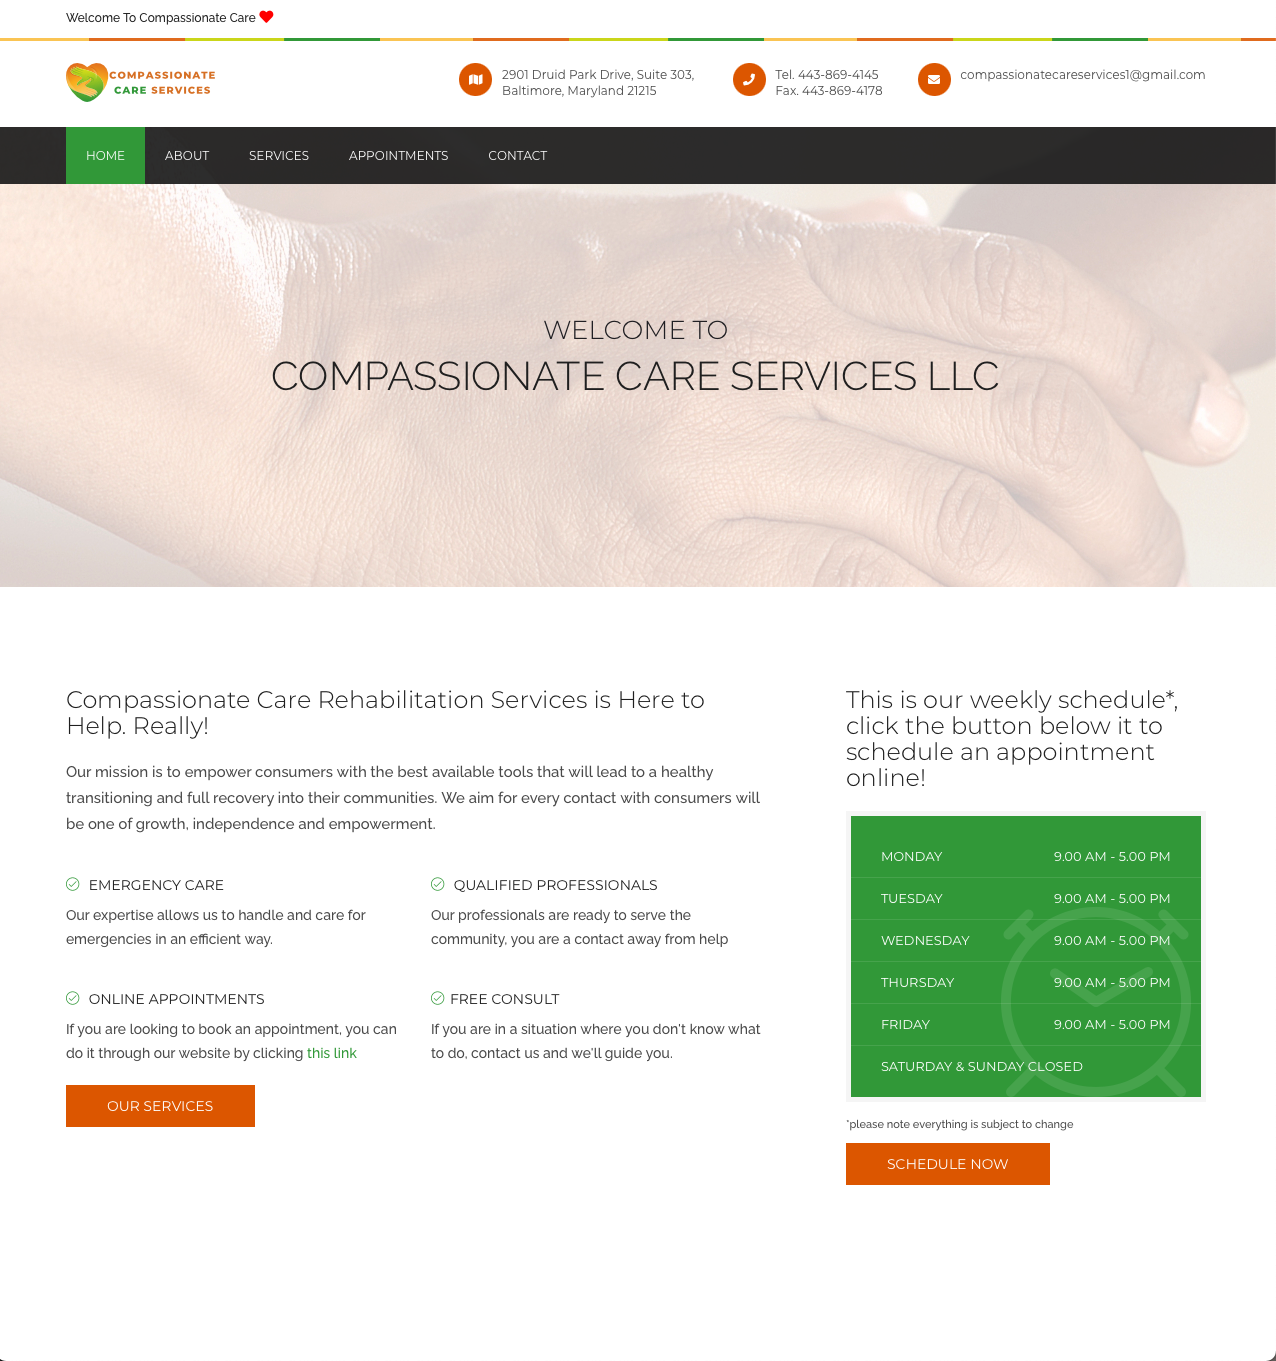 Welcome To Compassionate Care
COMPASSIONATE
CARE SERVICES
2901 Druid Park Drive, Suite 303,
Baltimore, Maryland 21215
Tel. 443-869-4145
Fax. 443-869-4178
compassionatecareservices1@gmail.com
HOME
ABOUT
SERVICES
APPOINTMENTS
CONTACT
WELCOME TO
COMPASSIONATE CARE SERVICES LLC
Compassionate Care Rehabilitation Services is Here to
Help. Really!
Our mission is to empower consumers with the best available tools that will lead to a healthy
transitioning and full recovery into their communities. We aim for every contact with consumers will
be one of growth, independence and empowerment.
EMERGENCY CARE
Our expertise allows us to handle and care for
emergencies in an efficient way.
QUALIFIED PROFESSIONALS
Our professionals are ready to serve the
community, you are a contact away from help
ONLINE APPOINTMENTS
If you are looking to book an appointment, you can
do it through our website by clicking this link
FREE CONSULT
If you are in a situation where you don't know what
to do, contact us and we'll guide you.
OUR SERVICES
This is our weekly schedule*,
click the button below it to
schedule an appointment
online!
MONDAY 9.00 AM - 5.00 PM
TUESDAY 9.00 AM - 5.00 PM
WEDNESDAY 9.00 AM - 5.00 PM
THURSDAY 9.00 AM - 5.00 PM
FRIDAY 9.00 AM - 5.00 PM
SATURDAY & SUNDAY CLOSED
*please note everything is subject to change
SCHEDULE NOW